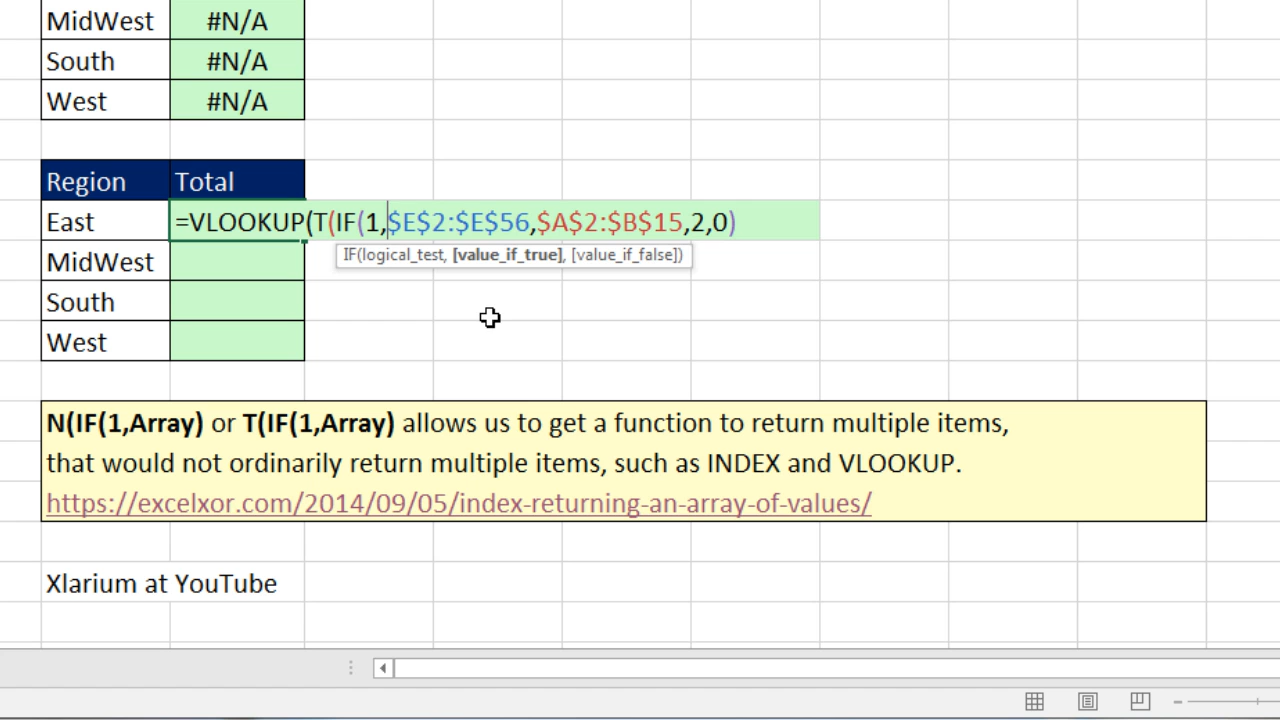 MidWest #N/A
South #N/A
West #N/A
Region Total
East =VLOOKUP(T(IF(1,$E$2:$E$56,$A$2:$B$15,2,0)
IF(logical_test, [value_if_true], [value_if_false])
MidWest
South
West
N(IF(1,Array) or T(IF(1,Array) allows us to get a function to return multiple items,
that would not ordinarily return multiple items, such as INDEX and VLOOKUP.
https://excelxor.com/2014/09/05/index-returning-an-array-of-values/
Xlarium at YouTube